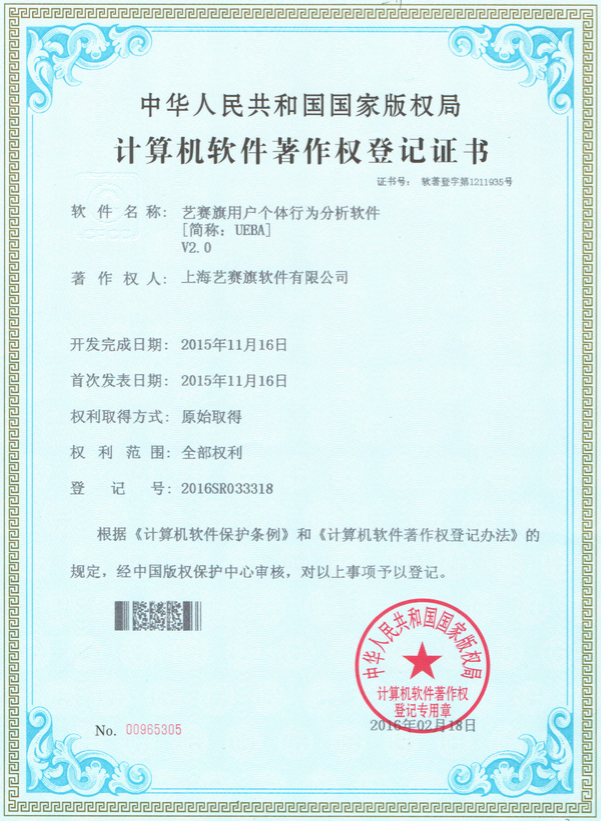 中华人民共和国国家版权局
计算机软件著作权登记证书
证书号： 软著登字第1211935号
软件名称： 艺赛旗用户个体行为分析软件
[简称：UEBA]
V2.0
著作权人： 上海艺赛旗软件有限公司
开发完成日期： 2015年11月16日
首次发表日期： 2015年11月16日
权利取得方式： 原始取得
权利范围： 全部权利
登记号： 2016SR033318
根据《计算机软件保护条例》和《计算机软件著作权登记办法》的
规定，经中国版权保护中心审核，对以上事项予以登记。
中华人民共和国国家版权局
计算机软件著作权
登记专用章
2016年02月18日
No. 00965305